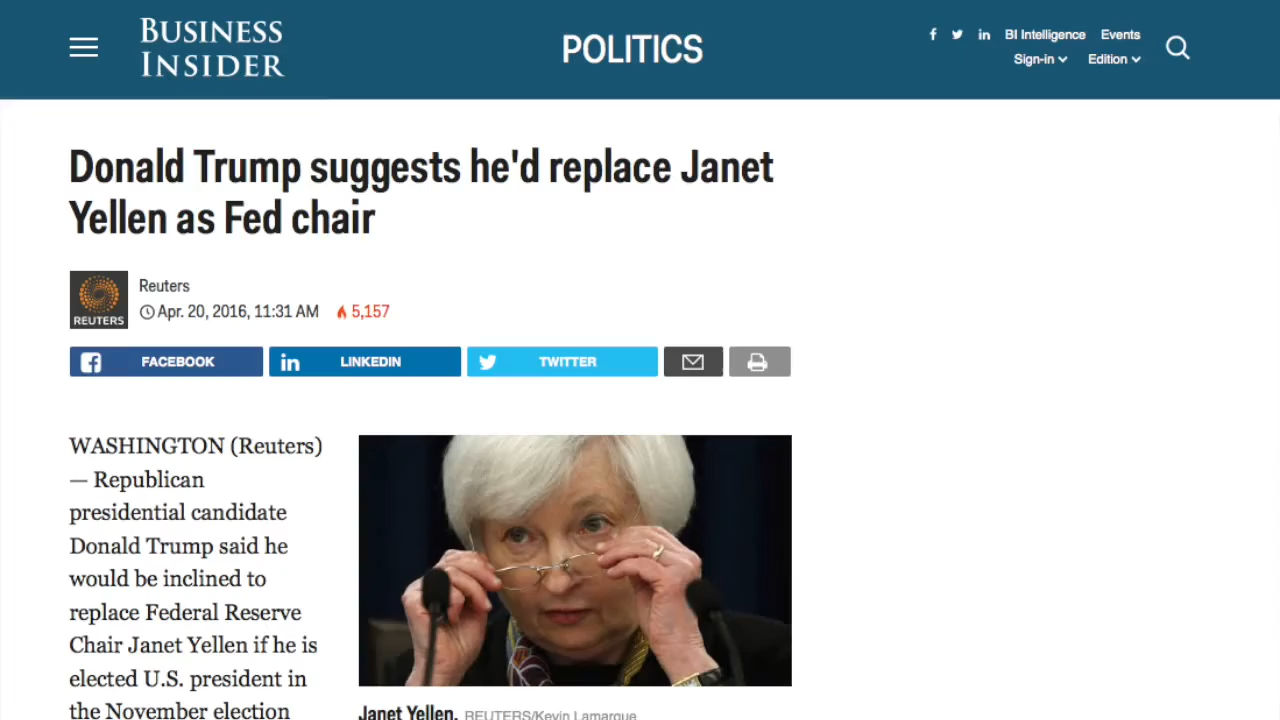 BUSINESS
INSIDER
POLITICS
BI Intelligence Events
Sign-in Edition
Donald Trump suggests he'd replace Janet
Yellen as Fed chair
REUTERS
Reuters
Apr. 20, 2016, 11:31 AM 5,157
FACEBOOK
in LINKEDIN
TWITTER
WASHINGTON (Reuters)
— Republican
presidential candidate
Donald Trump said he
would be inclined to
replace Federal Reserve
Chair Janet Yellen if he is
elected U.S. president in
the November election
Janet Yellen. REUTERS/Kevin Lamarque